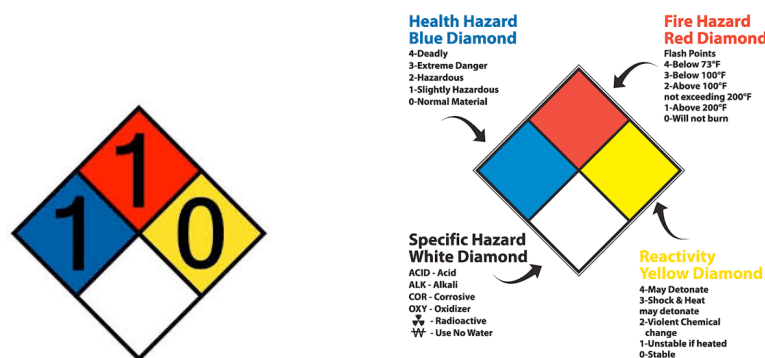 1
1 0
Health Hazard
Blue Diamond
4-Deadly
3-Extreme Danger
2-Hazardous
1-Slightly Hazardous
0-Normal Material
Fire Hazard
Red Diamond
Flash Points
4-Below 73°F
3-Below 100°F
2-Above 100°F
not exceeding 200°F
1-Above 200°F
0-Will not burn
Specific Hazard
White Diamond
ACID - Acid
ALK - Alkali
COR - Corrosive
OXY - Oxidizer
☢ - Radioactive
W - Use No Water
Reactivity
Yellow Diamond
4-May Detonate
3-Shock & Heat
may detonate
2-Violent Chemical
change
1-Unstable if heated
0-Stable